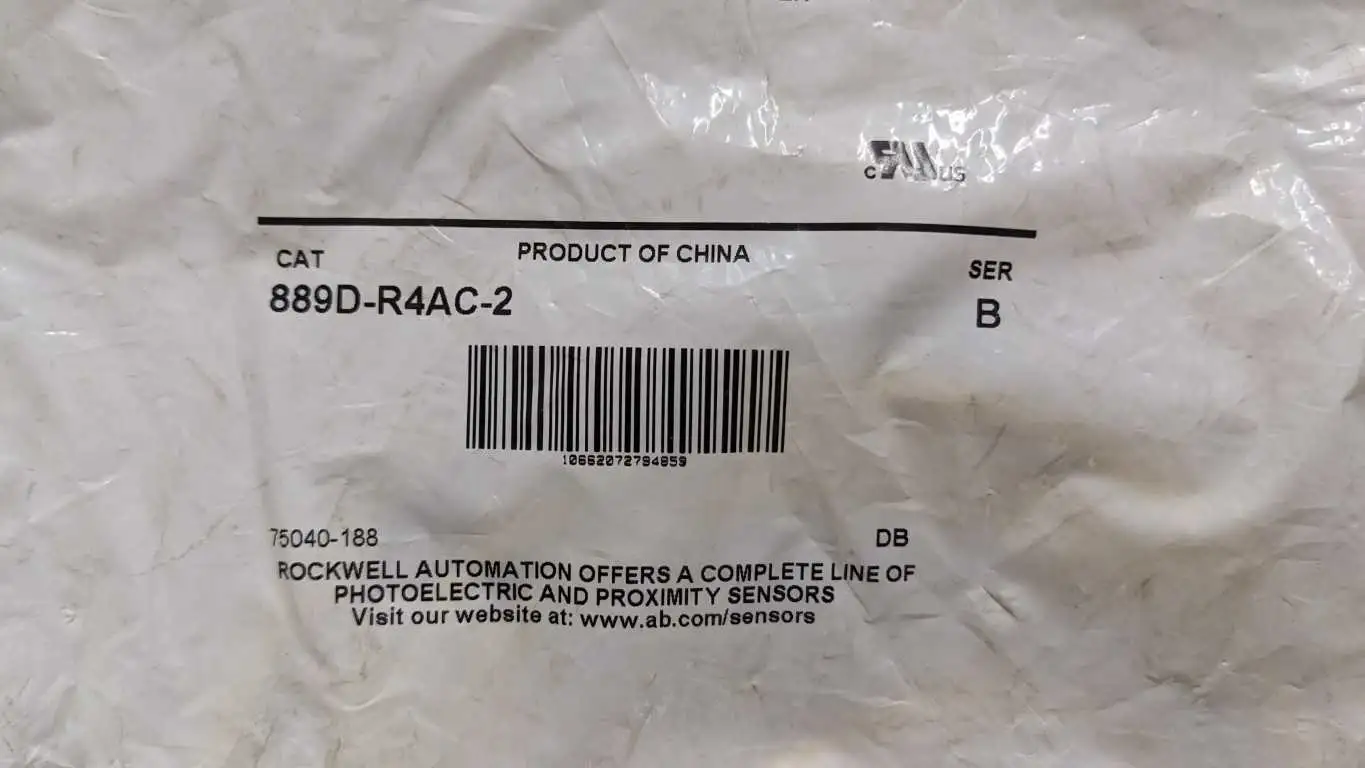 c US
PRODUCT OF CHINA
CAT
SER
889D-R4AC-2
B
10662072794959
75040-188
DB
ROCKWELL AUTOMATION OFFERS A COMPLETE LINE OF
PHOTOELECTRIC AND PROXIMITY SENSORS
Visit our website at: www.ab.com/sensors